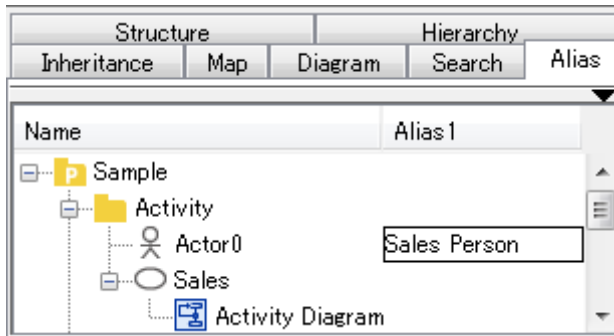 Structure Hierarchy
Inheritance Map Diagram Search Alias
Name Alias1
Sample
Activity
Actor0 Sales Person
Sales
Activity Diagram